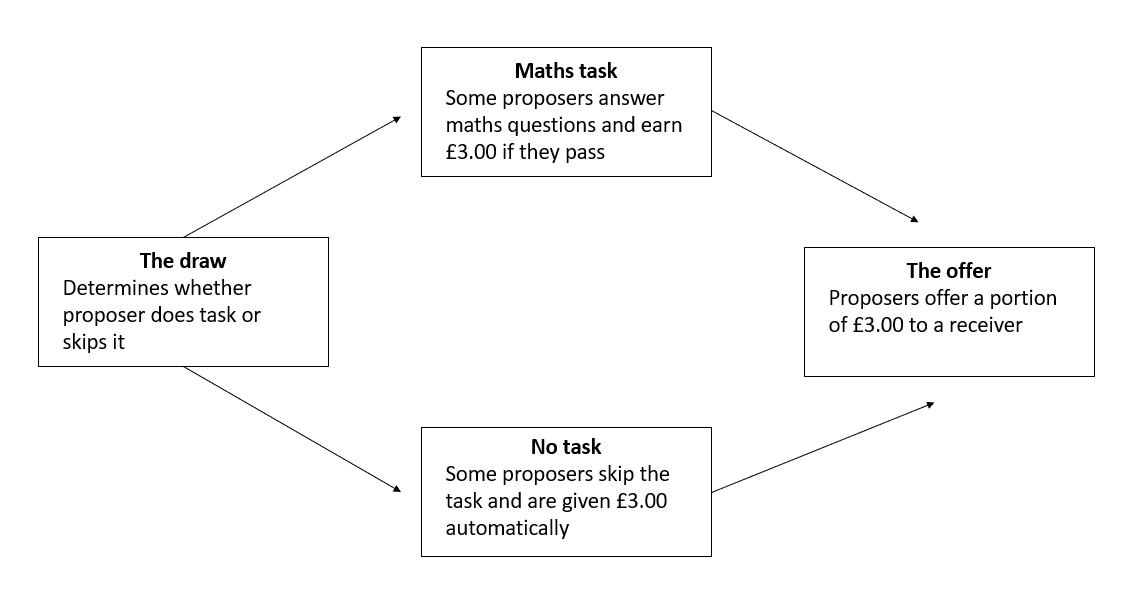 Maths task
Some proposers answer
maths questions and earn
£3.00 if they pass
The draw
Determines whether
proposer does task or
skips it
The offer
Proposers offer a portion
of £3.00 to a receiver
No task
Some proposers skip the
task and are given £3.00
automatically